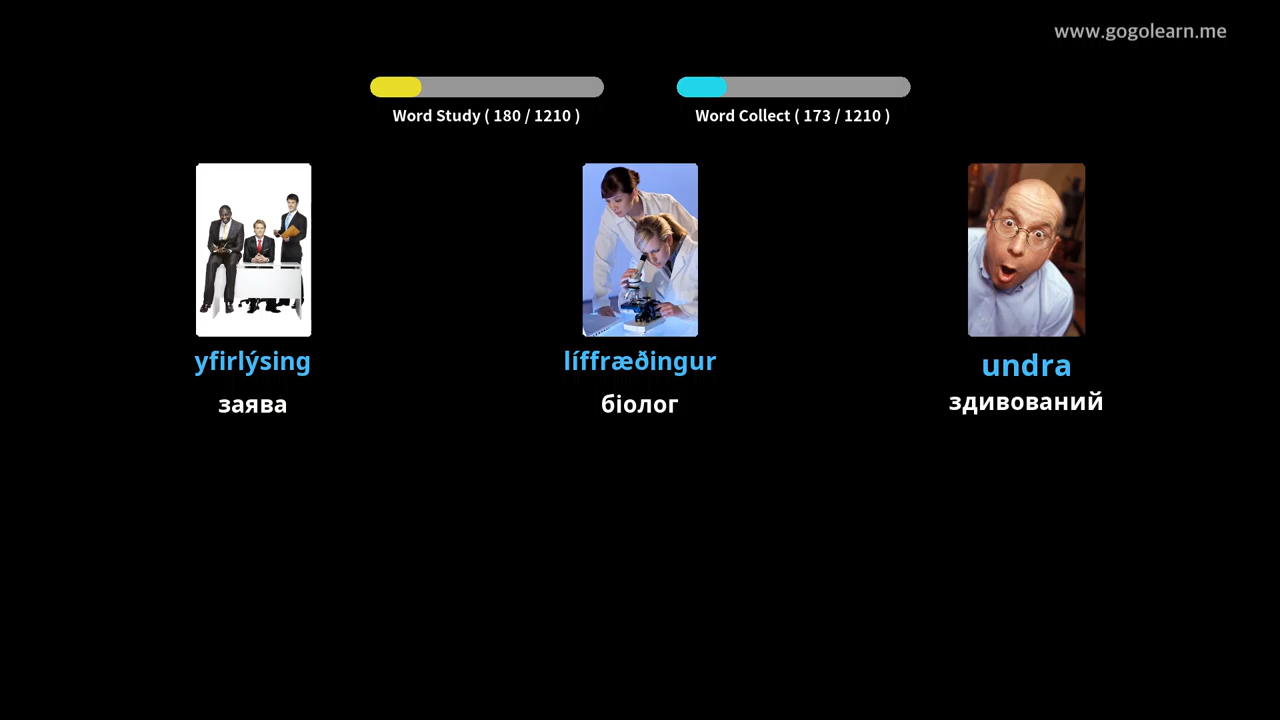 www.gogolearn.me
Word Study ( 180 / 1210 )
Word Collect ( 173 / 1210 )
yfirlýsing
líffræðingur
undra
заява
біолог
здивований